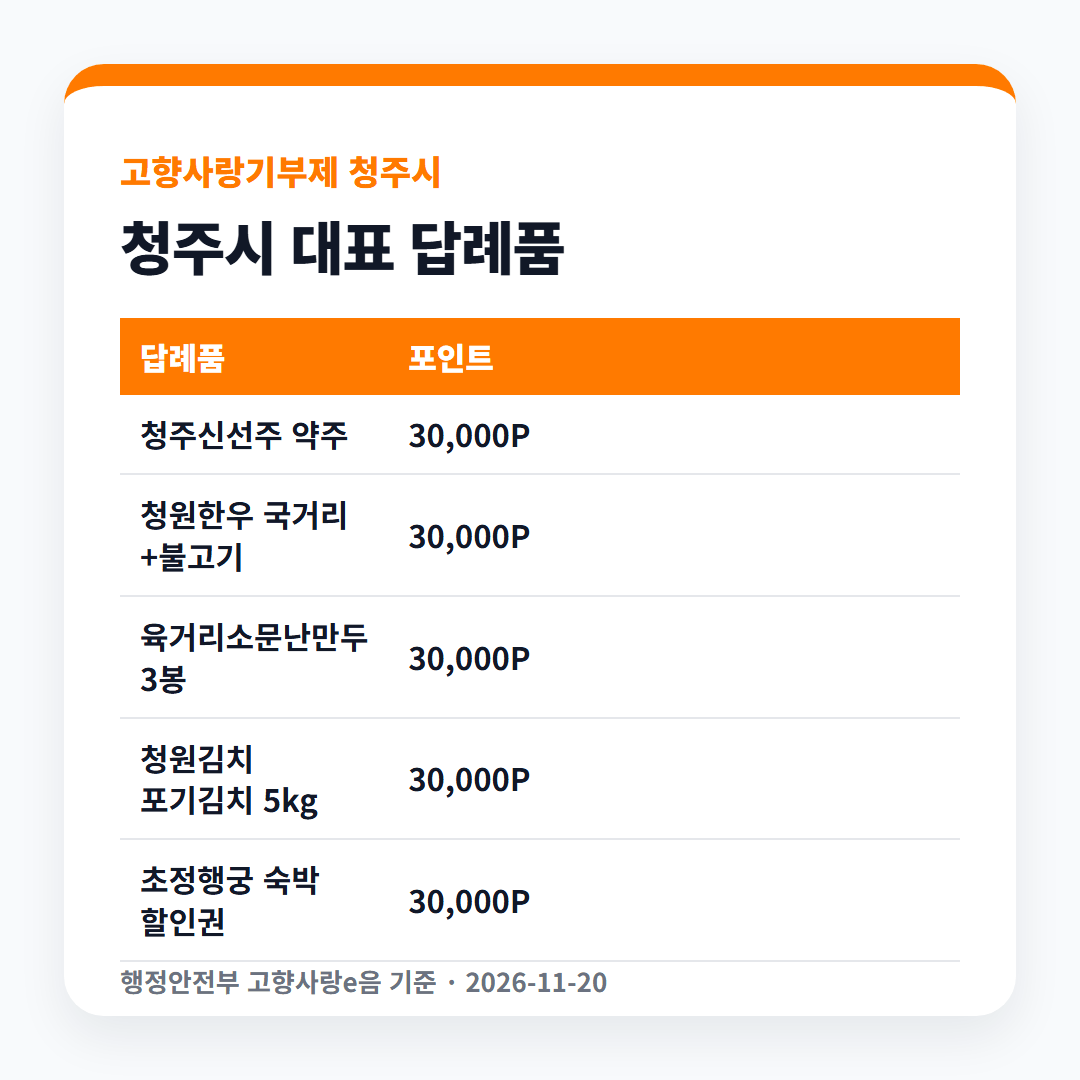 고향사랑기부제 청주시
청주시 대표 답례품
답례품 포인트
청주신선주 약주 30,000P
청원한우 국거리
+불고기 30,000P
육거리소문난만두
3봉 30,000P
청원김치
포기김치 5kg 30,000P
초정행궁 숙박
할인권 30,000P
행정안전부 고향사랑e음 기준 · 2026-11-20